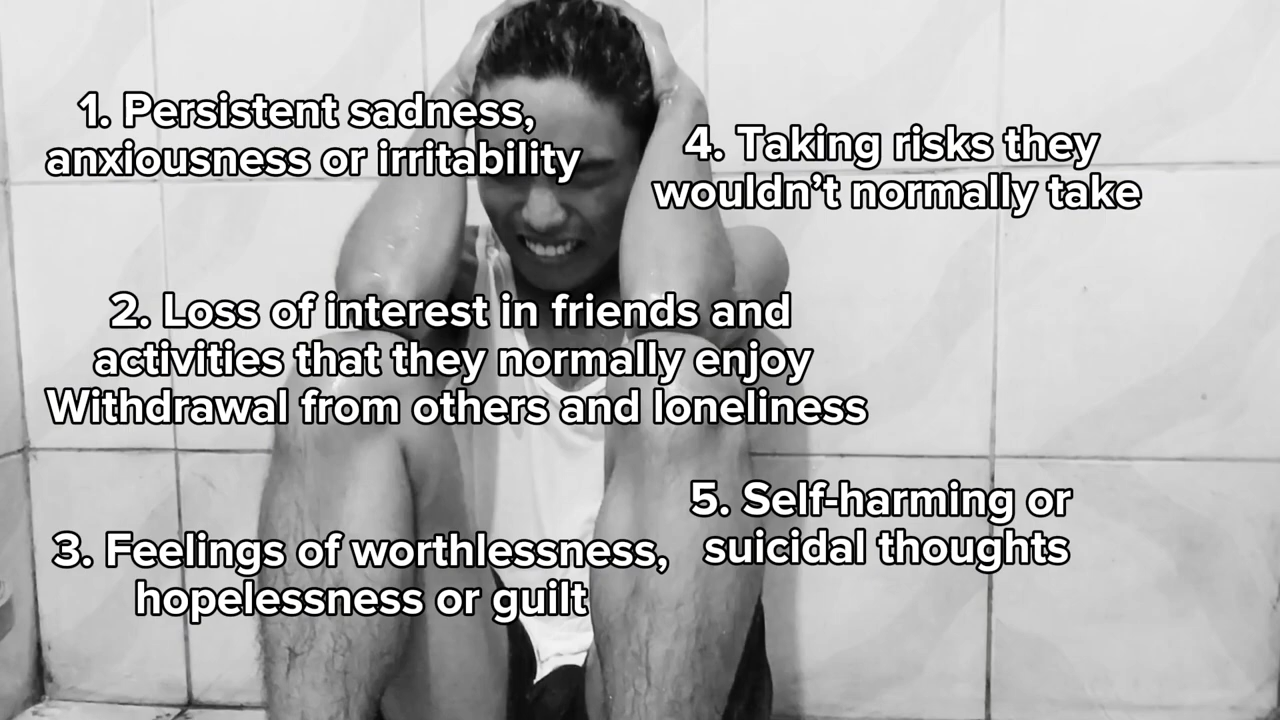 1. Persistent sadness,
anxiousness or irritability
2. Loss of interest in friends and
activities that they normally enjoy
Withdrawal from others and loneliness
3. Feelings of worthlessness,
hopelessness or guilt
4. Taking risks they
wouldn’t normally take
5. Self-harming or
suicidal thoughts